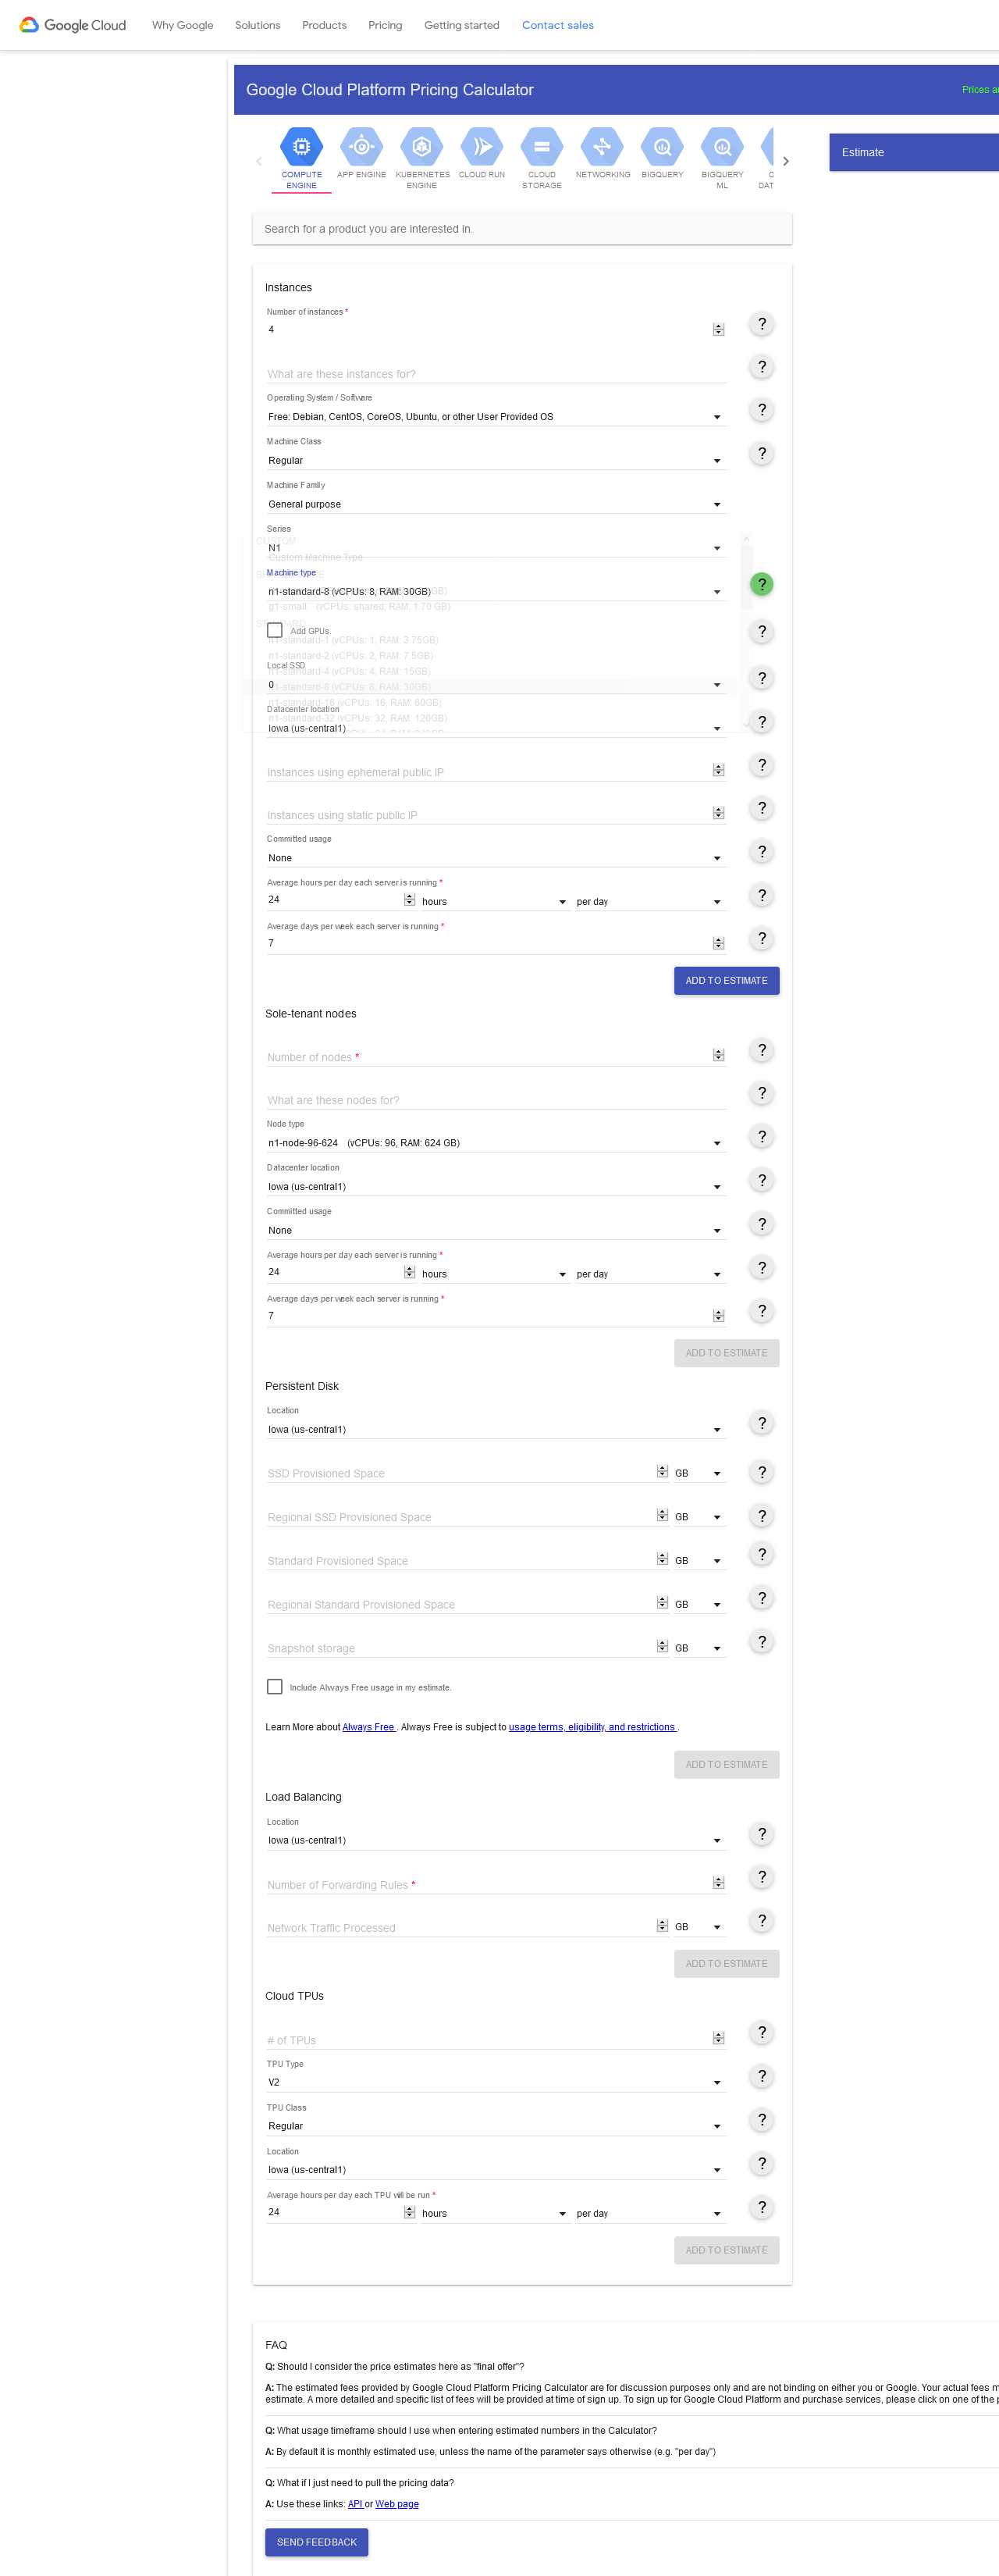 Google Cloud Why Google Solutions Products Pricing Getting started Contact sales
Google Cloud Platform Pricing Calculator
Prices
COMPUTE ENGINE
APP ENGINE
KUBERNETES ENGINE
CLOUD RUN
CLOUD STORAGE
NETWORKING
BIGQUERY
BIGQUERY ML
Estimate
Search for a product you are interested in.
Instances
Number of instances *
4
?
What are these instances for?
?
Operating System / Software
Free: Debian, CentOS, CoreOS, Ubuntu, or other User Provided OS
?
Machine Class
Regular
?
Machine Family
General purpose
Series
CUSTOM
N1
Custom Machine Type
Machine type
n1-standard-8 (vCPUs: 8, RAM: 30GB)
?
g1-small (vCPUs: shared, RAM: 1.70 GB)
STANDARD
Add GPUs.
?
n1-standard-1 (vCPUs: 1, RAM: 3.75GB)
n1-standard-2 (vCPUs: 2, RAM: 7.5GB)
Local SSD
n1-standard-4 (vCPUs: 4, RAM: 15GB)
?
0
n1-standard-8 (vCPUs: 8, RAM: 30GB)
n1-standard-16 (vCPUs: 16, RAM: 60GB)
Datacenter location
n1-standard-32 (vCPUs: 32, RAM: 120GB)
Iowa (us-central1)
?
Instances using ephemeral public IP
?
Instances using static public IP
?
Committed usage
None
?
Average hours per day each server is running *
24 hours per day
?
Average days per week each server is running *
7
?
ADD TO ESTIMATE
Sole-tenant nodes
Number of nodes *
?
What are these nodes for?
?
Node type
n1-node-96-624 (vCPUs: 96, RAM: 624 GB)
?
Datacenter location
Iowa (us-central1)
?
Committed usage
None
?
Average hours per day each server is running *
24 hours per day
?
Average days per week each server is running *
7
?
ADD TO ESTIMATE
Persistent Disk
Location
Iowa (us-central1)
?
SSD Provisioned Space GB
?
Regional SSD Provisioned Space GB
?
Standard Provisioned Space GB
?
Regional Standard Provisioned Space GB
?
Snapshot storage GB
?
Include Always Free usage in my estimate.
Learn More about Always Free . Always Free is subject to usage terms, eligibility, and restrictions .
ADD TO ESTIMATE
Load Balancing
Location
Iowa (us-central1)
?
Number of Forwarding Rules *
?
Network Traffic Processed GB
?
ADD TO ESTIMATE
Cloud TPUs
# of TPUs
?
TPU Type
V2
?
TPU Class
Regular
?
Location
Iowa (us-central1)
?
Average hours per day each TPU will be run *
24 hours per day
?
ADD TO ESTIMATE
FAQ
Q: Should I consider the price estimates here as "final offer"?
A: The estimated fees provided by Google Cloud Platform Pricing Calculator are for discussion purposes only and are not binding on either you or Google. Your actual fees
estimate. A more detailed and specific list of fees will be provided at time of sign up. To sign up for Google Cloud Platform and purchase services, please click on one of the
Q: What usage timeframe should I use when entering estimated numbers in the Calculator?
A: By default it is monthly estimated use, unless the name of the parameter says otherwise (e.g. "per day")
Q: What if I just need to pull the pricing data?
A: Use these links: API or Web page
SEND FEEDBACK